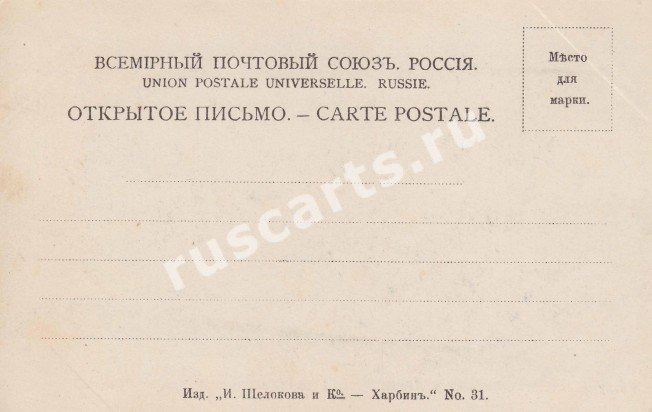 ВСЕМІРНЫЙ ПОЧТОВЫЙ СОЮЗЪ. РОССІЯ.
UNION POSTALE UNIVERSELLE. RUSSIE.
ОТКРЫТОЕ ПИСЬМО. – CARTE POSTALE.
Мѣсто
для
марки.
ruscarts.ru
Изд. „И. Шелокова и Ко. — Харбинъ.“ No. 31.